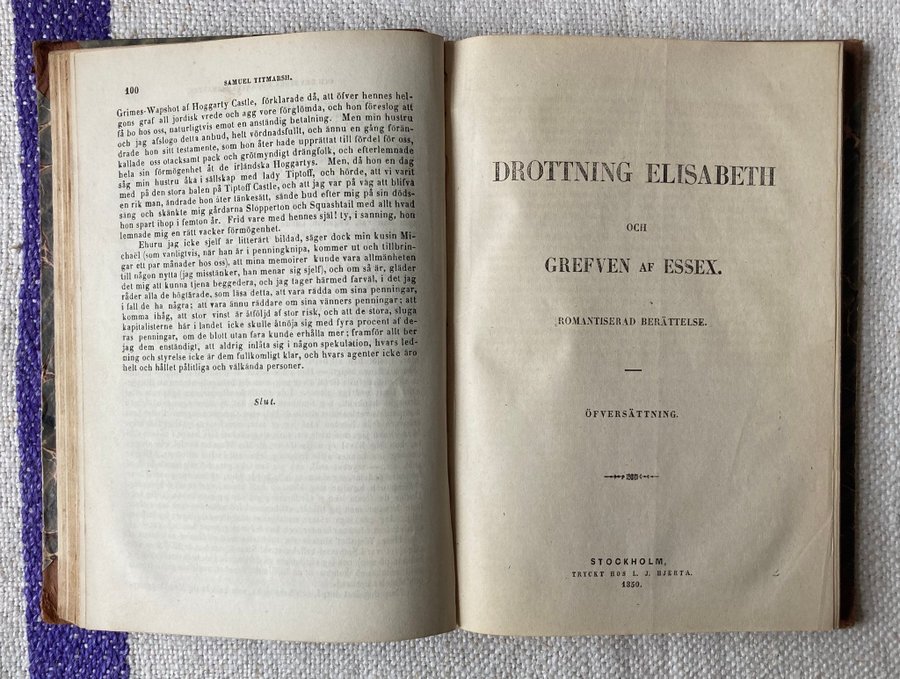 100
SAMUEL TITMARSH.
Grimes-Wapshot af Hoggarty Castle, förklarade då, att öfver hennes hel-
gons graf all jordisk vrede och agg vore förglömda, och hon föreslog att
få bo hos oss, naturligtvis emot en anständig betalning. Men min hustru
och jag afslogo detta anbud, helt vördnadsfullt, och ännu en gång förän-
drade hon sitt testamente, som hon åter hade upprättat till fördel för oss,
kallade oss otacksamt pack och grötmyndigt drängfolk, och efterlemnade
hela sin förmögenhet åt de irländska Hoggartys. Men, då hon en dag
såg min hustru åka i sällskap med lady Tiptoff, och hörde, att vi varit
med på den stora balen på Tiptoff Castle, och att jag var på väg att blifva
en rik man, ändrade hon åter tänkesätt, sände bud efter mig på sin döds-
säng och skänkte mig gårdarna Slopperton och Squashtail med allt hvad
hon spart ihop i femton år. Frid vare med hennes själ! ty, i sanning, hon
lemnade mig en rätt vacker förmögenhet.
Ehuru jag icke sjelf är litterärt bildad, säger dock min kusin Mi-
chaël (som vanligtvis, när han är i penningknipa, kommer ut och tillbrin-
gar ett par månader hos oss), att mina memoirer kunde vara allmänheten
till någon nytta (jag misstänker, han menar sig sjelf), och om så är, gläder
det mig att kunna tjena beggedera, och jag tager härmed farväl, i det jag
råder alla de högtärade, som läsa detta, att vara rädda om sina penningar,
i fall de ha några; att vara ännu räddare om sina vänners penningar; att
komma ihåg, att stor vinst är åtföljd af stor risk, och att de stora, sluga
kapitalisterne här i landet icke skulle åtnöja sig med fyra procent af de-
ras penningar, om de blott utan fara kunde erhålla mer; framför allt ber
jag dem enständigt, att aldrig inlåta sig i någon spekulation, hvars led-
ning och styrelse icke är dem fullkomligt klar, och hvars agenter icke äro
helt och hållet pålitliga och välkända personer.
Slut.
DROTTNING ELISABETH
OCH
GREFVEN AF ESSEX.
ROMANTISERAD BERÄTTELSE.
ÖFVERSÄTTNING.
STOCKHOLM,
TRYCKT HOS L. J. HJERTA.
1850.